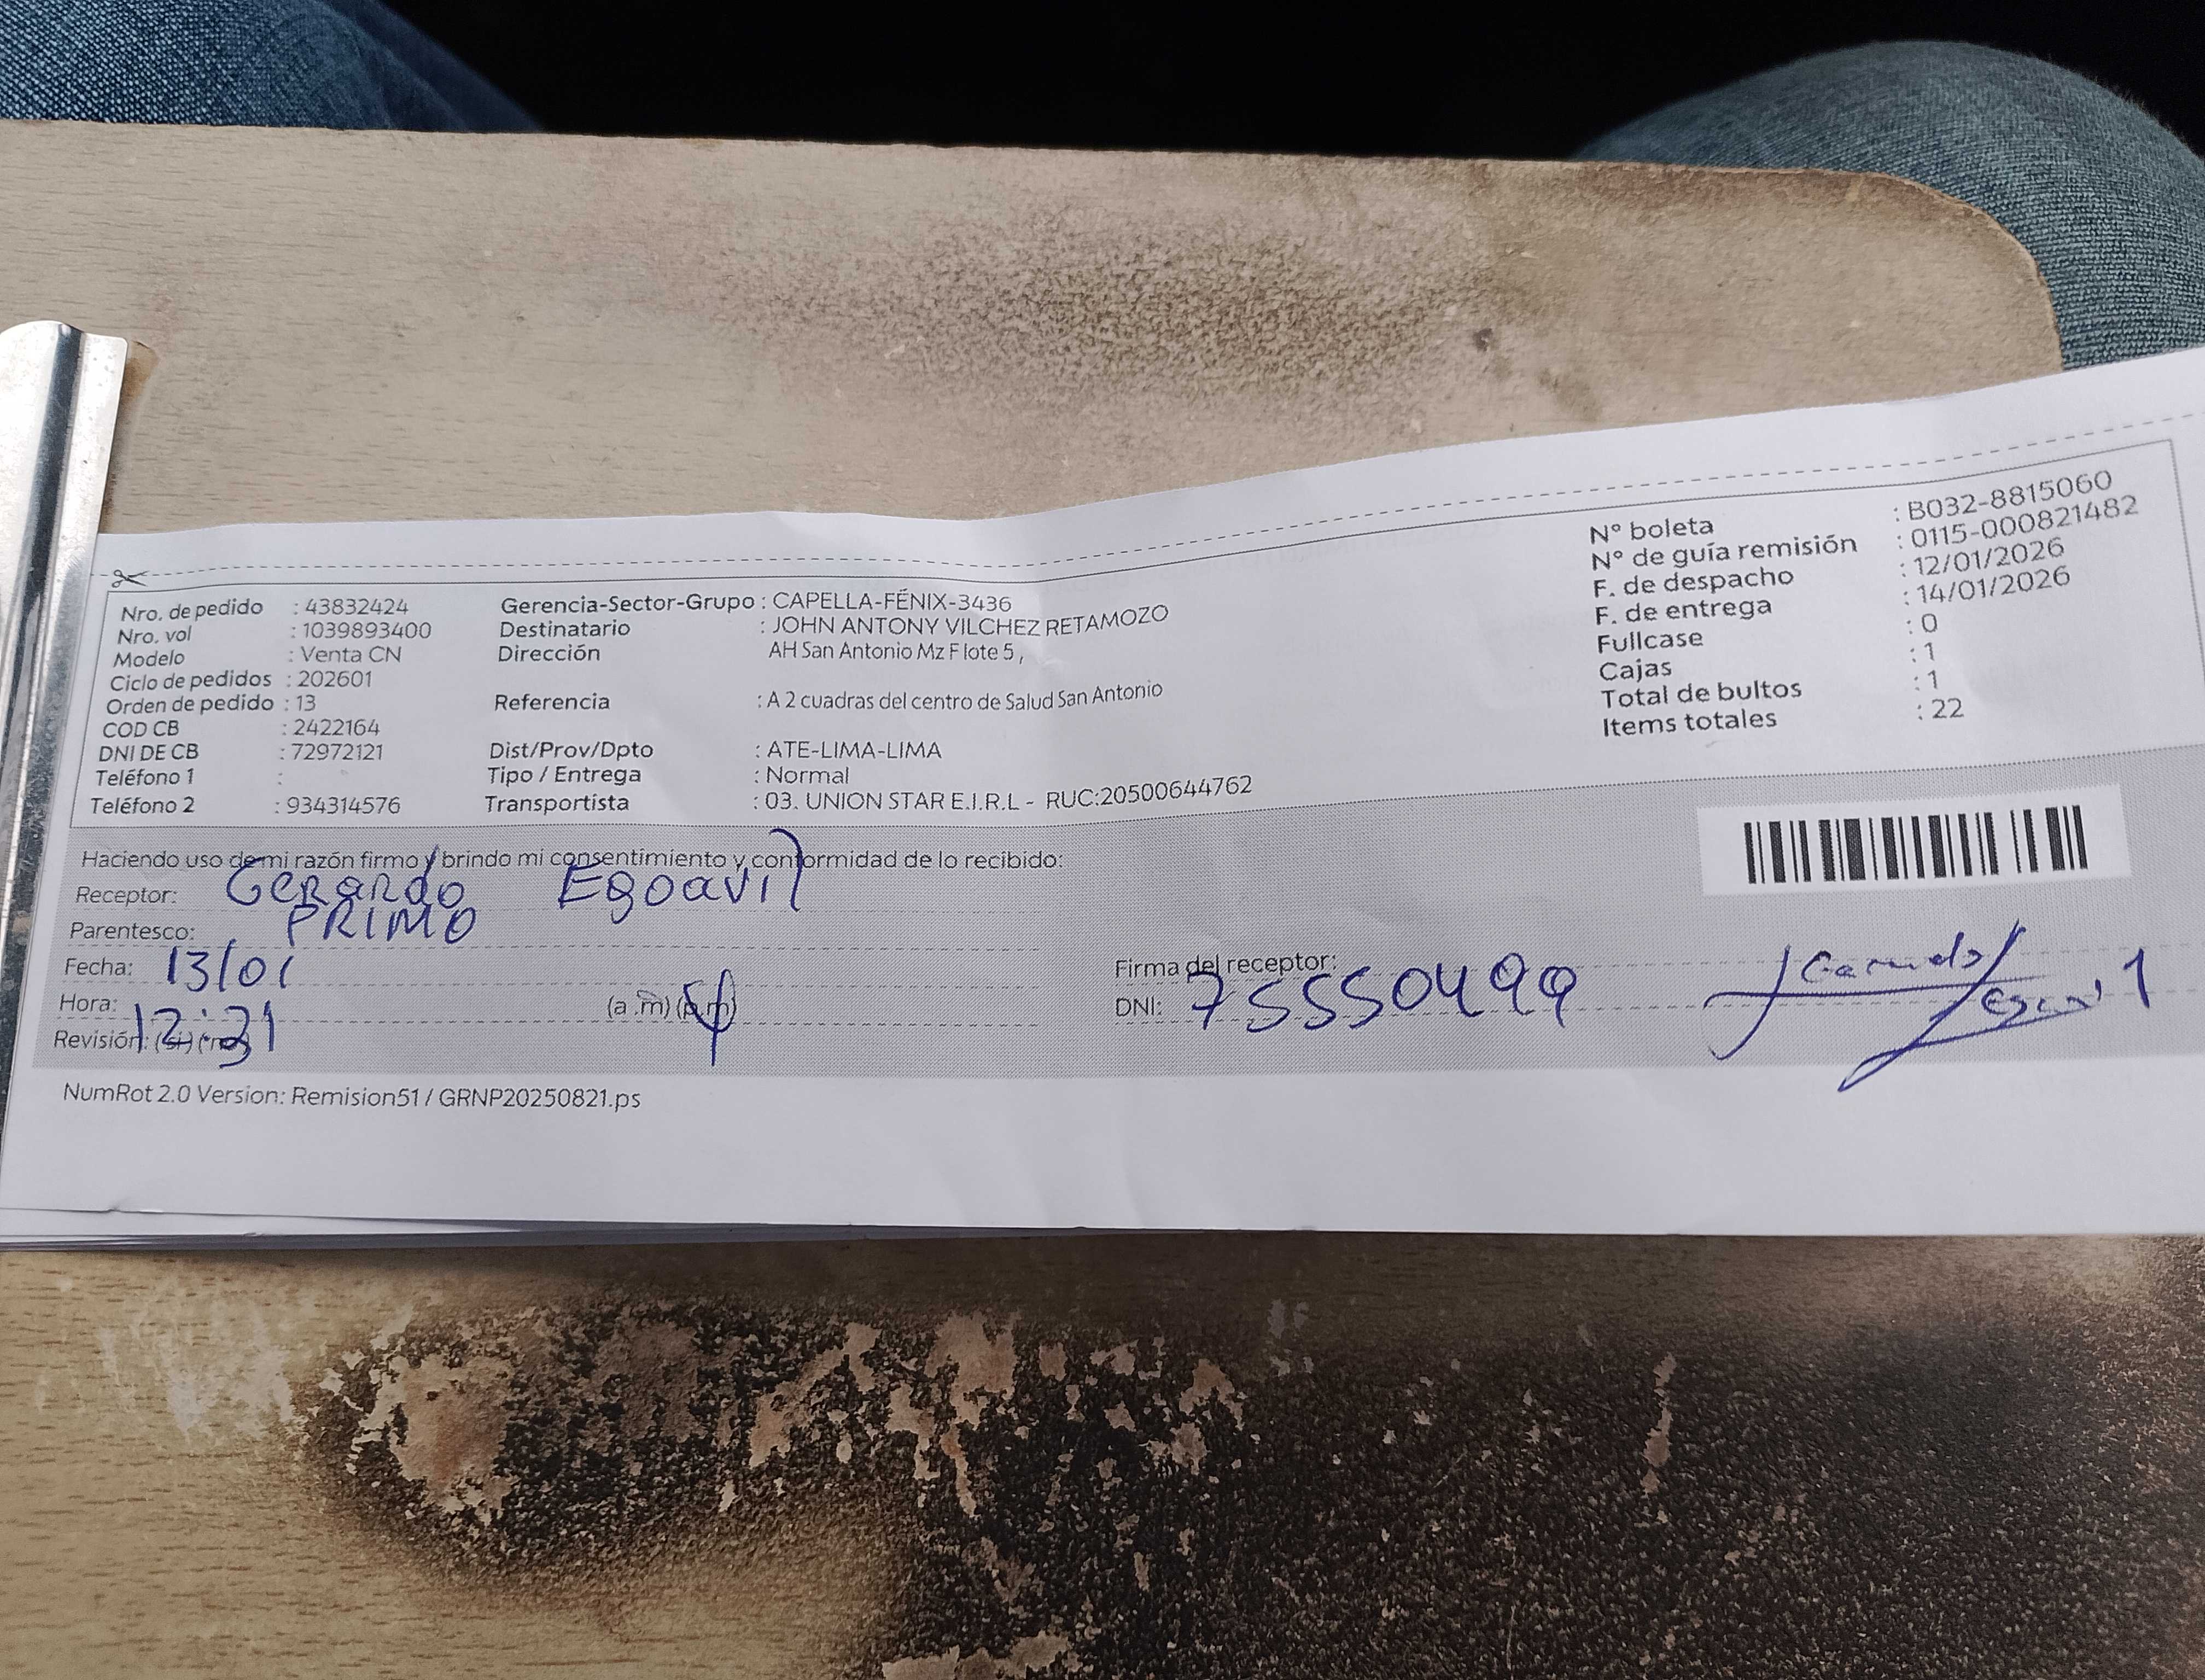 Nro. de pedido : 43832424
Nro. vol : 1039893400
Modelo : Venta CN
Ciclo de pedidos : 202601
Orden de pedido : 13
COD CB : 2422164
DNI DE CB : 72972121
Teléfono 1 :
Teléfono 2 : 934314576
Gerencia-Sector-Grupo : CAPELLA-FÉNIX-3436
Destinatario : JOHN ANTONY VILCHEZ RETAMOZO
Dirección AH San Antonio Mz F lote 5 ,
Referencia : A 2 cuadras del centro de Salud San Antonio
Dist/Prov/Dpto : ATE-LIMA-LIMA
Tipo / Entrega : Normal
Transportista : 03. UNION STAR E.I.R.L - RUC:20500644762
N° boleta : B032-8815060
N° de guía remisión : 0115-000821482
F. de despacho : 12/01/2026
F. de entrega : 14/01/2026
Fullcase : 0
Cajas : 1
Total de bultos : 1
Items totales : 22
Haciendo uso de mi razón firmo y brindo mi consentimiento y conformidad de lo recibido:
Receptor: Gerardo Egoavil
Parentesco: PRIMO
Fecha: 13/01
Hora: 12:31 (a.m) (p.m)
Revisión: (si) (no)
Firma del receptor:
DNI: 75550499
NumRot 2.0 Version: Remision51 / GRNP20250821.ps